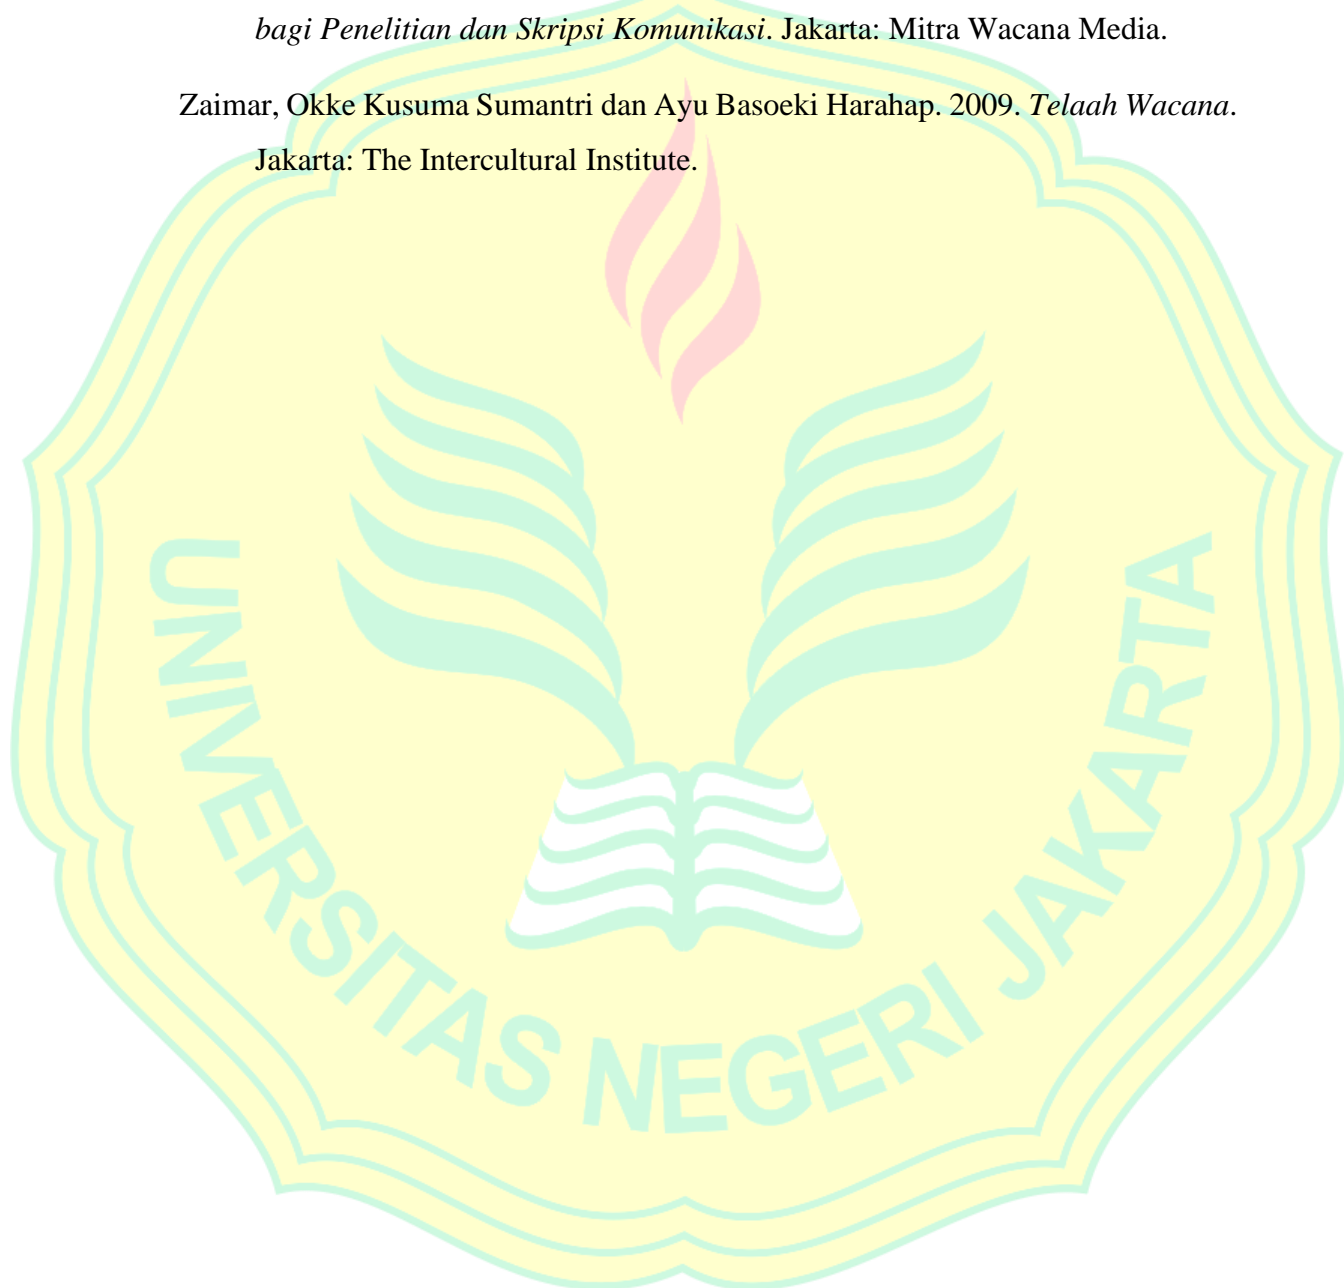 bagi Penelitian dan Skripsi Komunikasi. Jakarta: Mitra Wacana Media.
Zaimar, Okke Kusuma Sumantri dan Ayu Basoeki Harahap. 2009. Telaah Wacana.
Jakarta: The Intercultural Institute.
UNIVERSITAS NEGERI JAKARTA